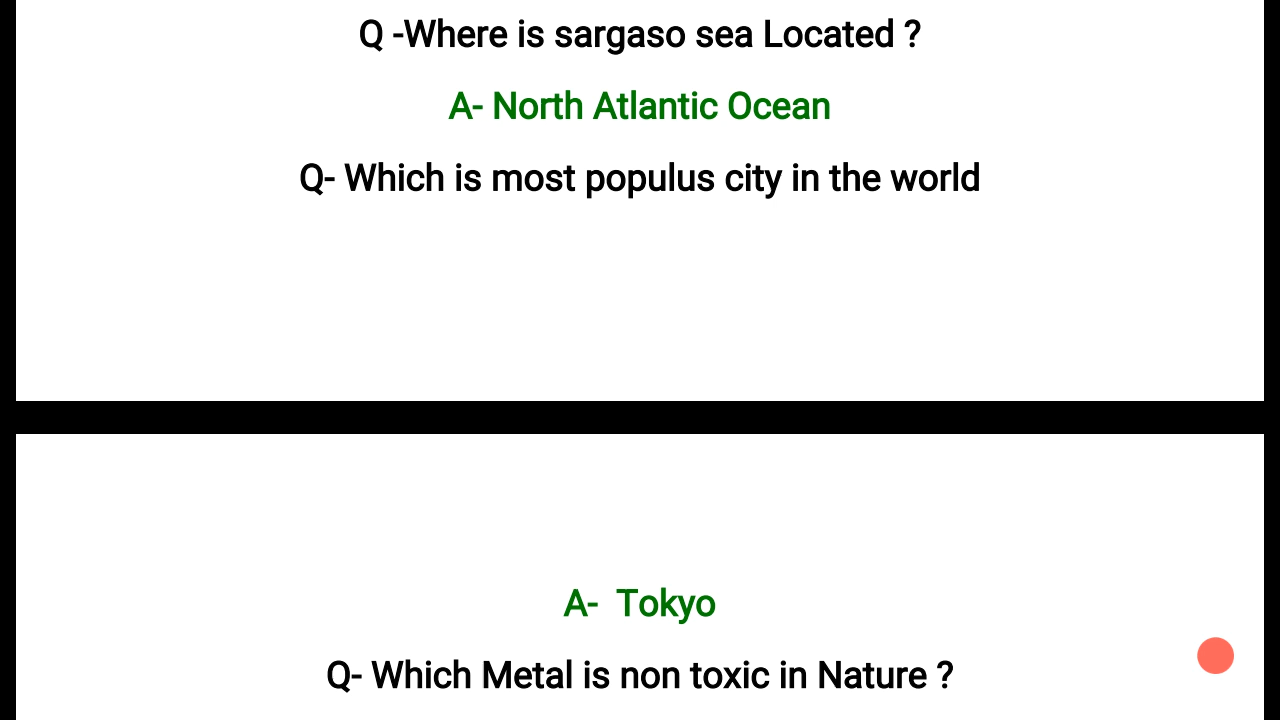 Q -Where is sargaso sea Located ?
A- North Atlantic Ocean
Q- Which is most populus city in the world
A-  Tokyo
Q- Which Metal is non toxic in Nature ?